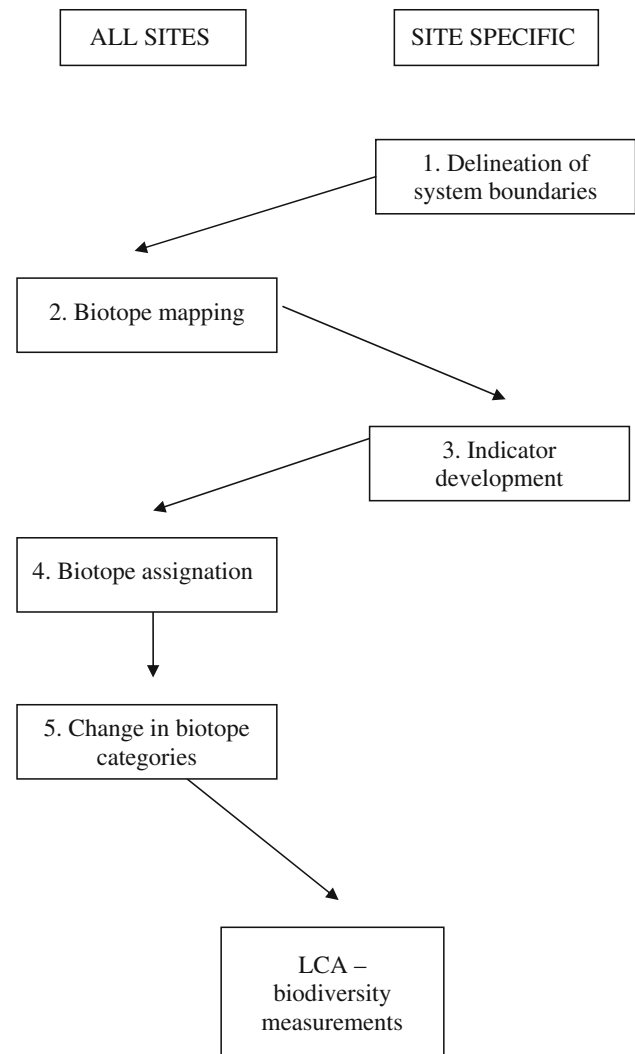 ALL SITES
SITE SPECIFIC
1. Delineation of
system boundaries
2. Biotope mapping
3. Indicator
development
4. Biotope assignation
5. Change in biotope
categories
LCA –
biodiversity
measurements